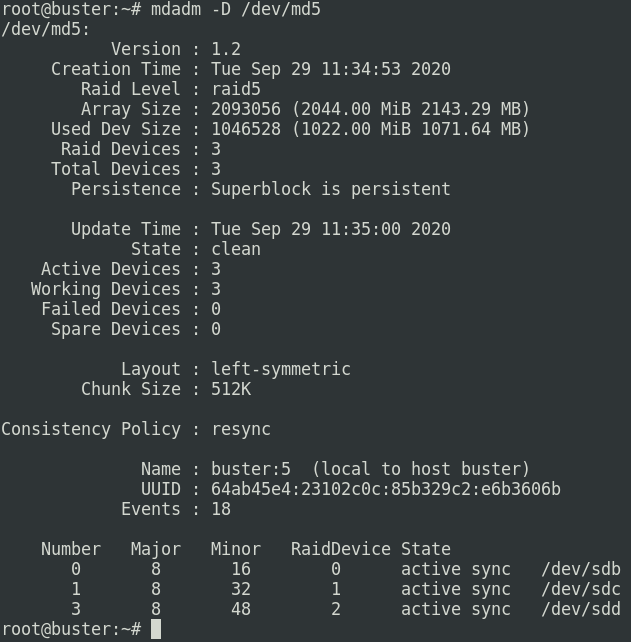 root@buster:~# mdadm -D /dev/md5
/dev/md5:
           Version : 1.2
     Creation Time : Tue Sep 29 11:34:53 2020
        Raid Level : raid5
        Array Size : 2093056 (2044.00 MiB 2143.29 MB)
     Used Dev Size : 1046528 (1022.00 MiB 1071.64 MB)
      Raid Devices : 3
     Total Devices : 3
       Persistence : Superblock is persistent

       Update Time : Tue Sep 29 11:35:00 2020
             State : clean
    Active Devices : 3
   Working Devices : 3
    Failed Devices : 0
     Spare Devices : 0

            Layout : left-symmetric
        Chunk Size : 512K

Consistency Policy : resync

              Name : buster:5  (local to host buster)
              UUID : 64ab45e4:23102c0c:85b329c2:e6b3606b
            Events : 18

    Number   Major   Minor   RaidDevice State
       0       8       16        0      active sync   /dev/sdb
       1       8       32        1      active sync   /dev/sdc
       3       8       48        2      active sync   /dev/sdd
root@buster:~#